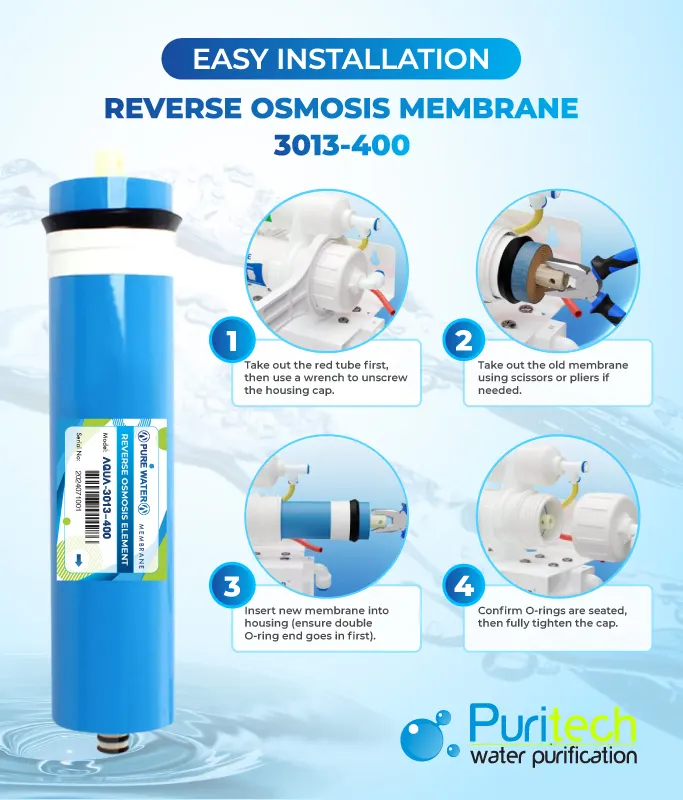 EASY INSTALLATION
REVERSE OSMOSIS MEMBRANE
3013-400
1
Take out the red tube first,
then use a wrench to unscrew
the housing cap.
2
Take out the old membrane
using scissors or pliers if
needed.
PURE WATER
MEMBRANE
REVERSE OSMOSIS ELEMENT
Model: AQUA-3013-400
Serial No: 2024071001
3
Insert new membrane into
housing (ensure double
O-ring end goes in first).
4
Confirm O-rings are seated,
then fully tighten the cap.
Puritech
water purification